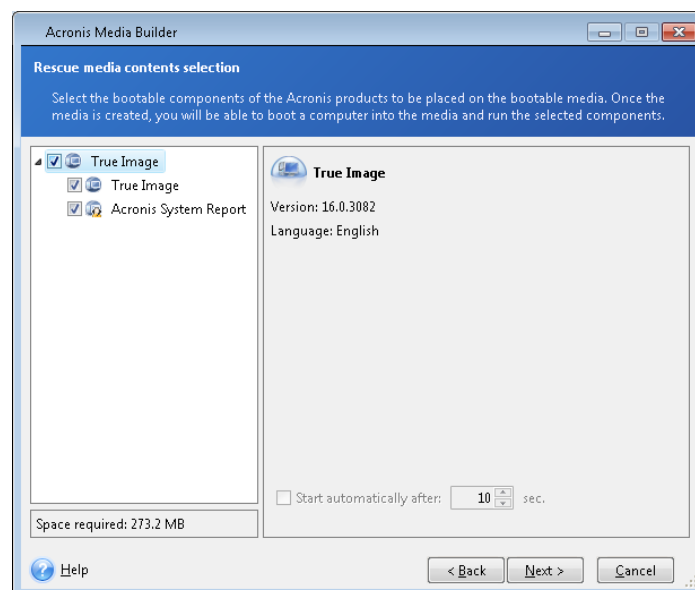 Acronis Media Builder
Rescue media contents selection
Select the bootable components of the Acronis products to be placed on the bootable media. Once the
media is created, you will be able to boot a computer into the media and run the selected components.
True Image
True Image
Acronis System Report
Space required: 273.2 MB
True Image
Version: 16.0.3082
Language: English
Start automatically after: 10 sec.
Help
< Back Next > Cancel